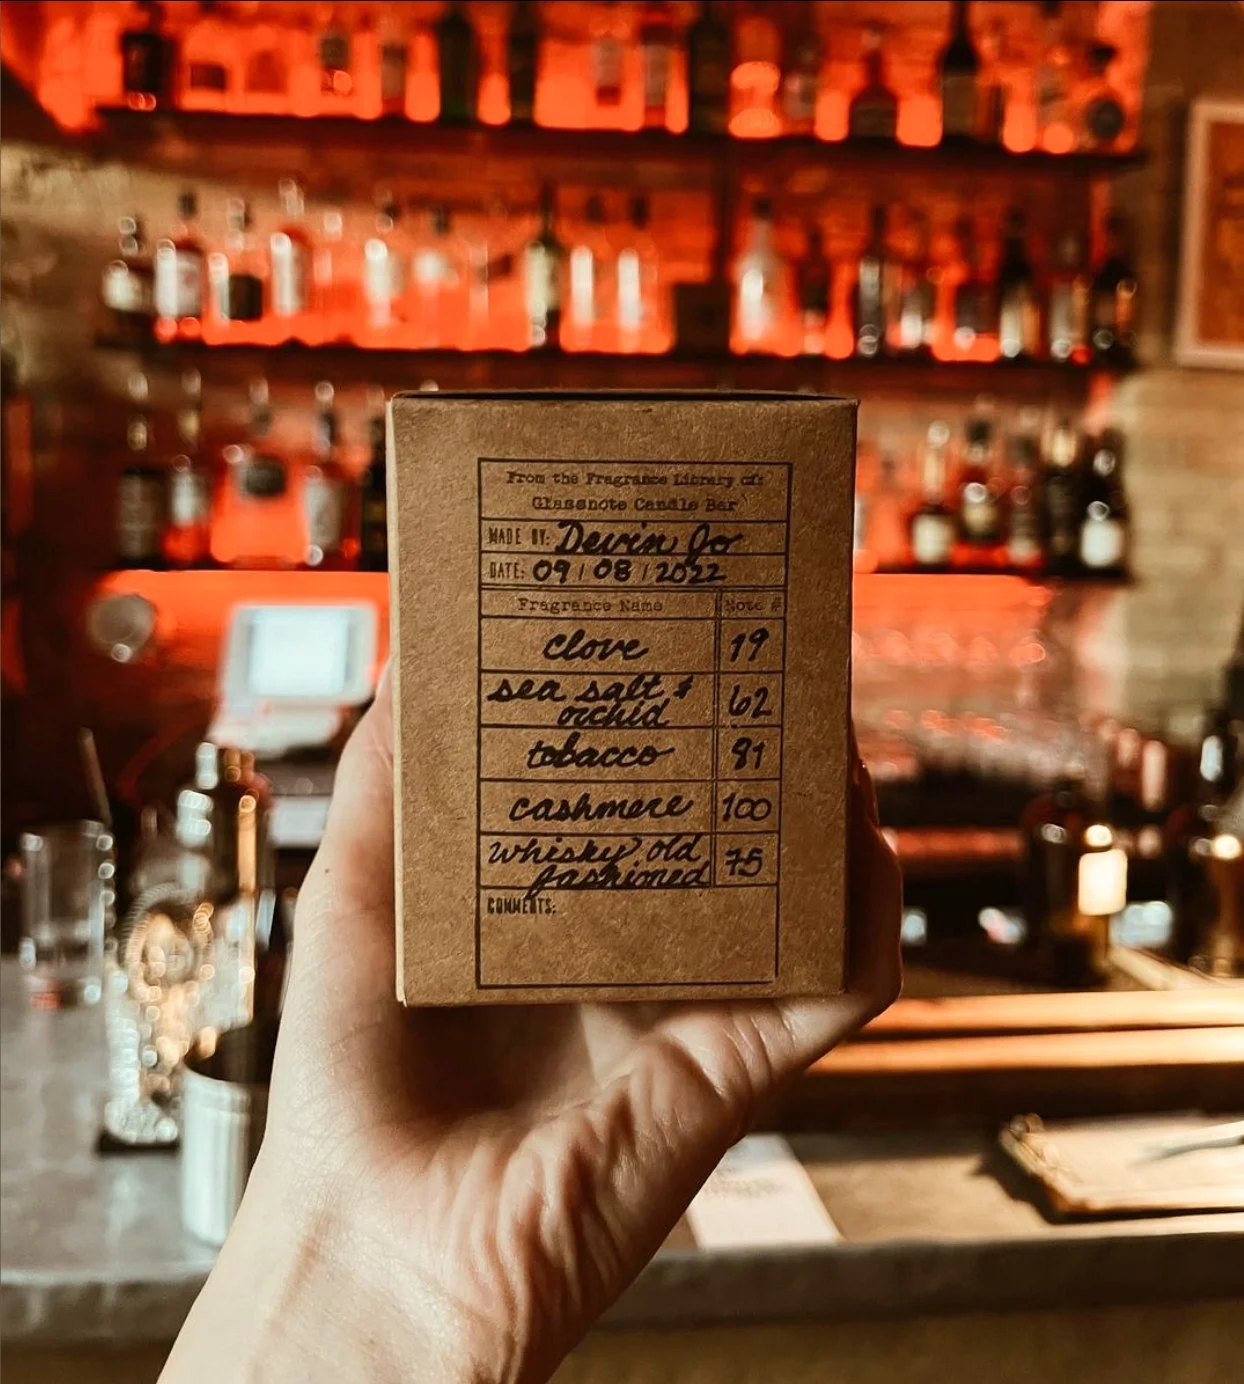 From the Fragrance Library of:
Glassnote Candle Bar
MADE BY: Devin Jo
DATE: 09 / 08 / 2022
Fragrance Name Note #
clove 19
sea salt &
orchid 62
tobacco 81
cashmere 100
whisky old
fashioned 75
COMMENTS: